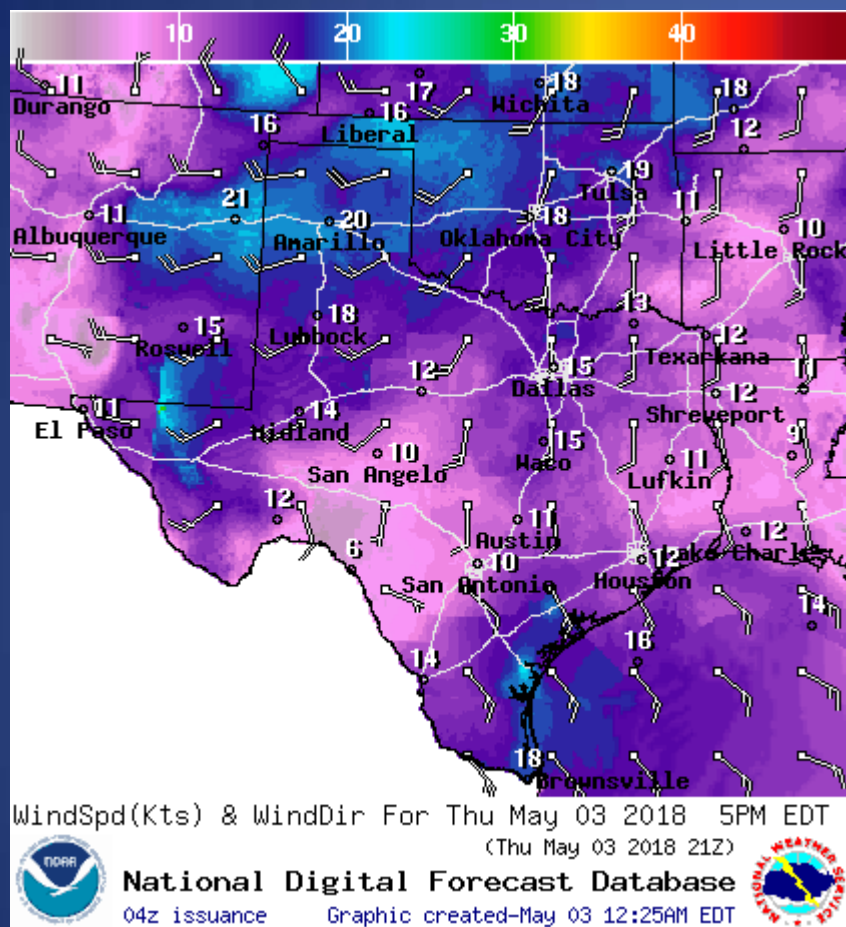 10 20 30 40
11 17 18 18
Durango Wichita
16 16 12
Liberal
19
Tulsa
11 21 20 18 11 10
Albuquerque Amarillo Oklahoma City Little Rock
15 18 13 12
Roswell Lubbock Texarkana
12 15
Dallas
11 14 12 11
El Paso Midland Shreveport
10 15 11 9
San Angelo Waco Lufkin
12 11 12
Austin
6 10 12 Lake Charles
San Antonio Houston
14 16 14
18
Brownsville
WindSpd(Kts) & WindDir For Thu May 03 2018 5PM EDT
(Thu May 03 2018 21Z)
NOAA
National Digital Forecast Database
04z issuance Graphic created-May 03 12:25AM EDT
NATIONAL WEATHER SERVICE